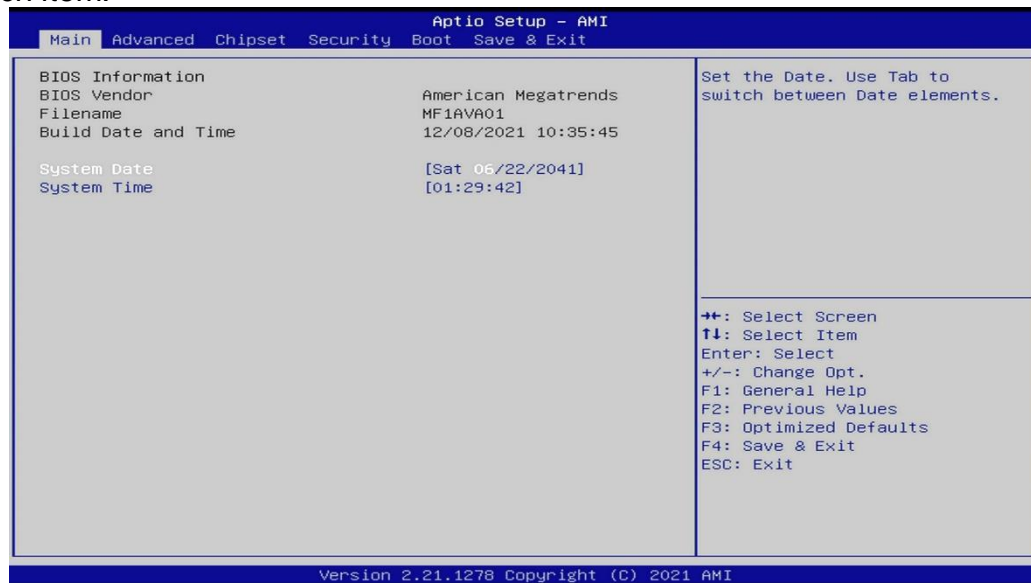 Aptio Setup – AMI
Main Advanced Chipset Security Boot Save & Exit
BIOS Information
BIOS Vendor American Megatrends
Filename MF1AVA01
Build Date and Time 12/08/2021 10:35:45
System Date [Sat 06/22/2041]
System Time [01:29:42]
Set the Date. Use Tab to
switch between Date elements.
→←: Select Screen
↑↓: Select Item
Enter: Select
+/-: Change Opt.
F1: General Help
F2: Previous Values
F3: Optimized Defaults
F4: Save & Exit
ESC: Exit
Version 2.21.1278 Copyright (C) 2021 AMI